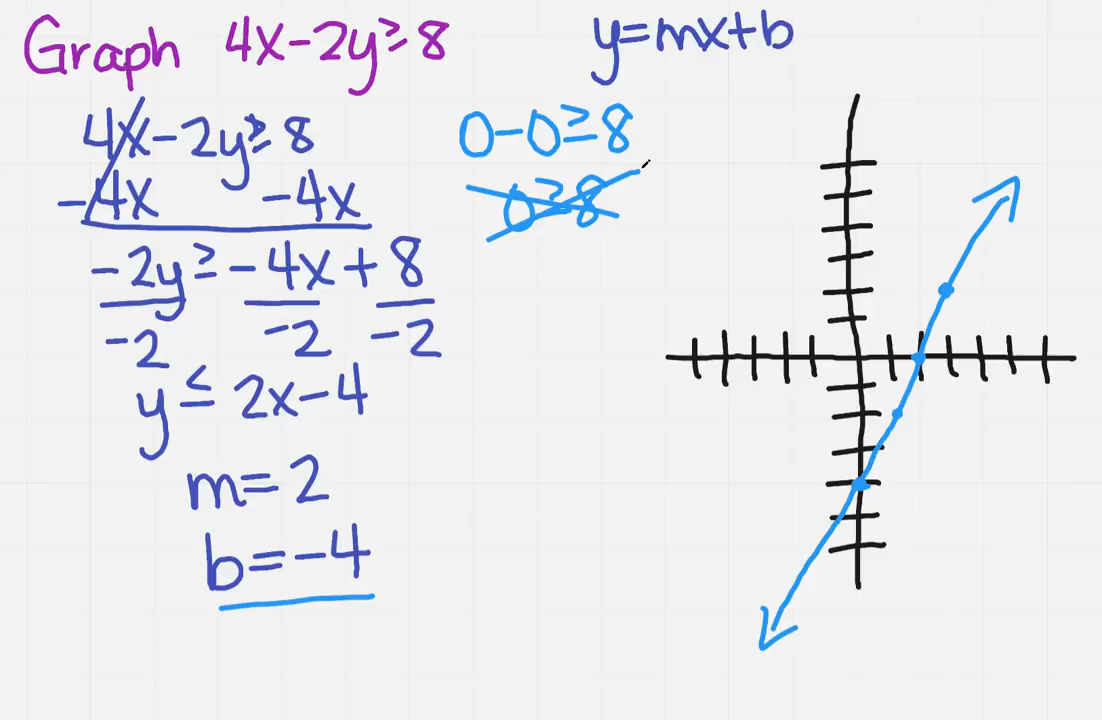 Graph 4x-2y≥8
y=mx+b
4x-2y≥8
-4x -4x
-2y≥-4x+8
-2 -2 -2
y≤2x-4
m=2
b=-4
0-0≥8
0≥8